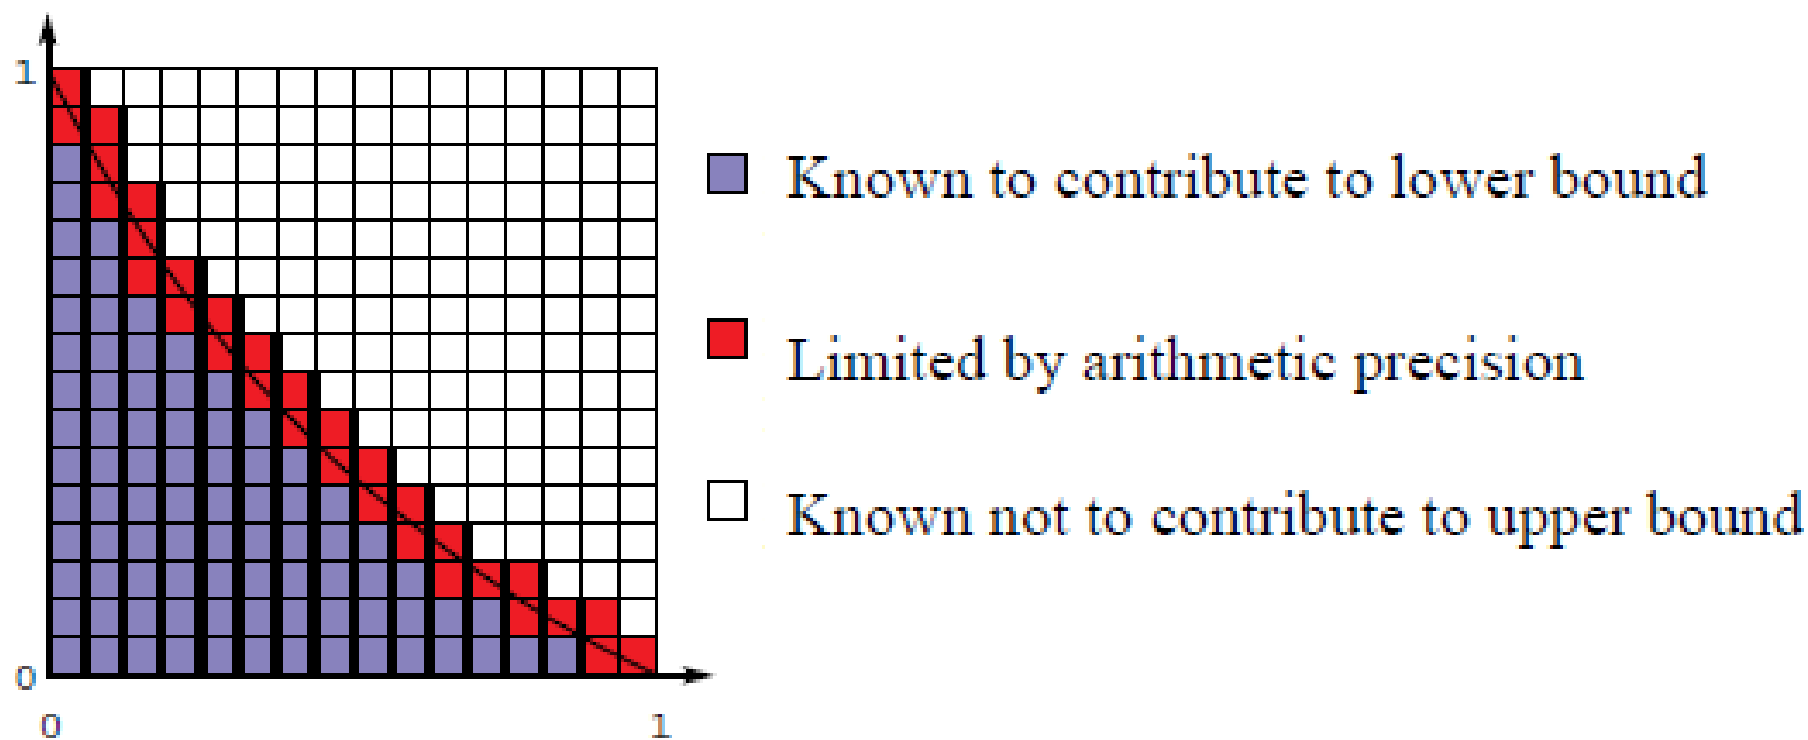 1
Known to contribute to lower bound
Limited by arithmetic precision
Known not to contribute to upper bound
0
0
1